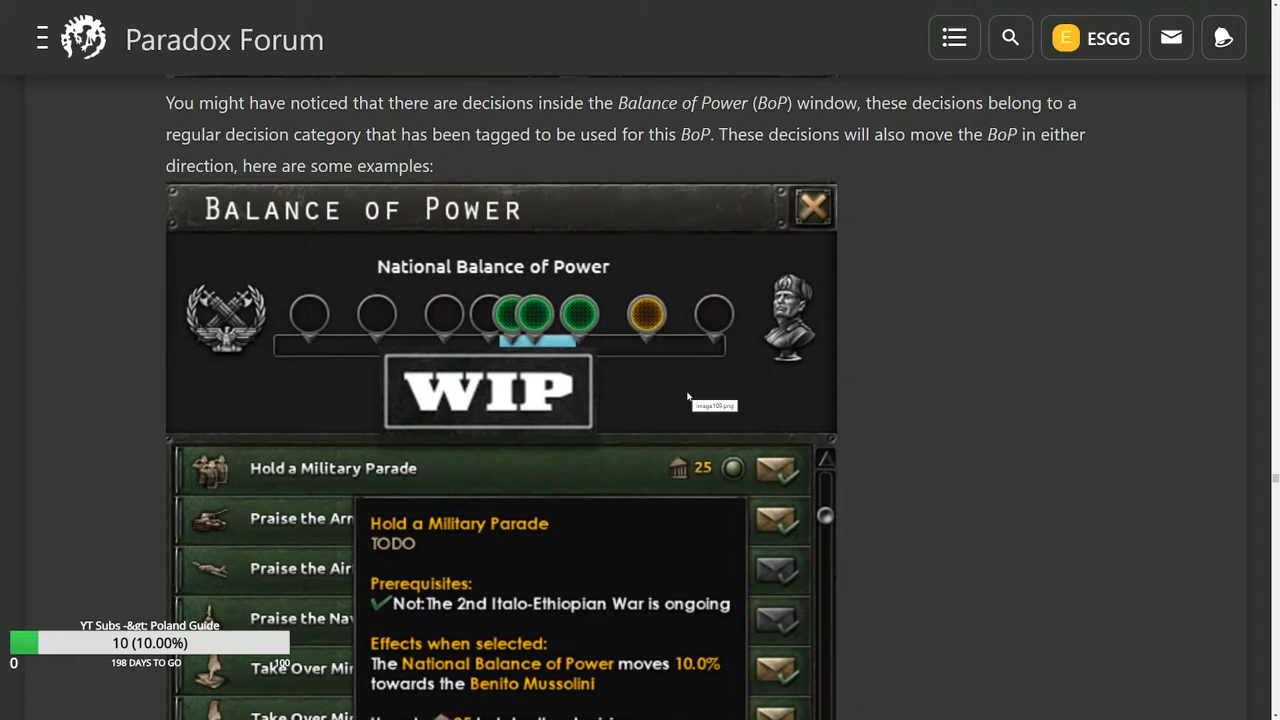 Paradox Forum
E
ESGG
You might have noticed that there are decisions inside the Balance of Power (BoP) window, these decisions belong to a
regular decision category that has been tagged to be used for this BoP. These decisions will also move the BoP in either
direction, here are some examples:
BALANCE OF POWER
National Balance of Power
WIP
image109.png
Hold a Military Parade
25
Praise the
Hold a Military Parade
TODO
Praise the Air
Prerequisites:
Not: The 2nd Italo-Ethiopian War is ongoing
Praise the
YT Subs -&gt; Poland Guide
10 (10.00%)
0
198 DAYS TO GO
100
Effects when selected:
The National Balance of Power moves 10.0%
towards the Benito Mussolini
Take Over
Take Over